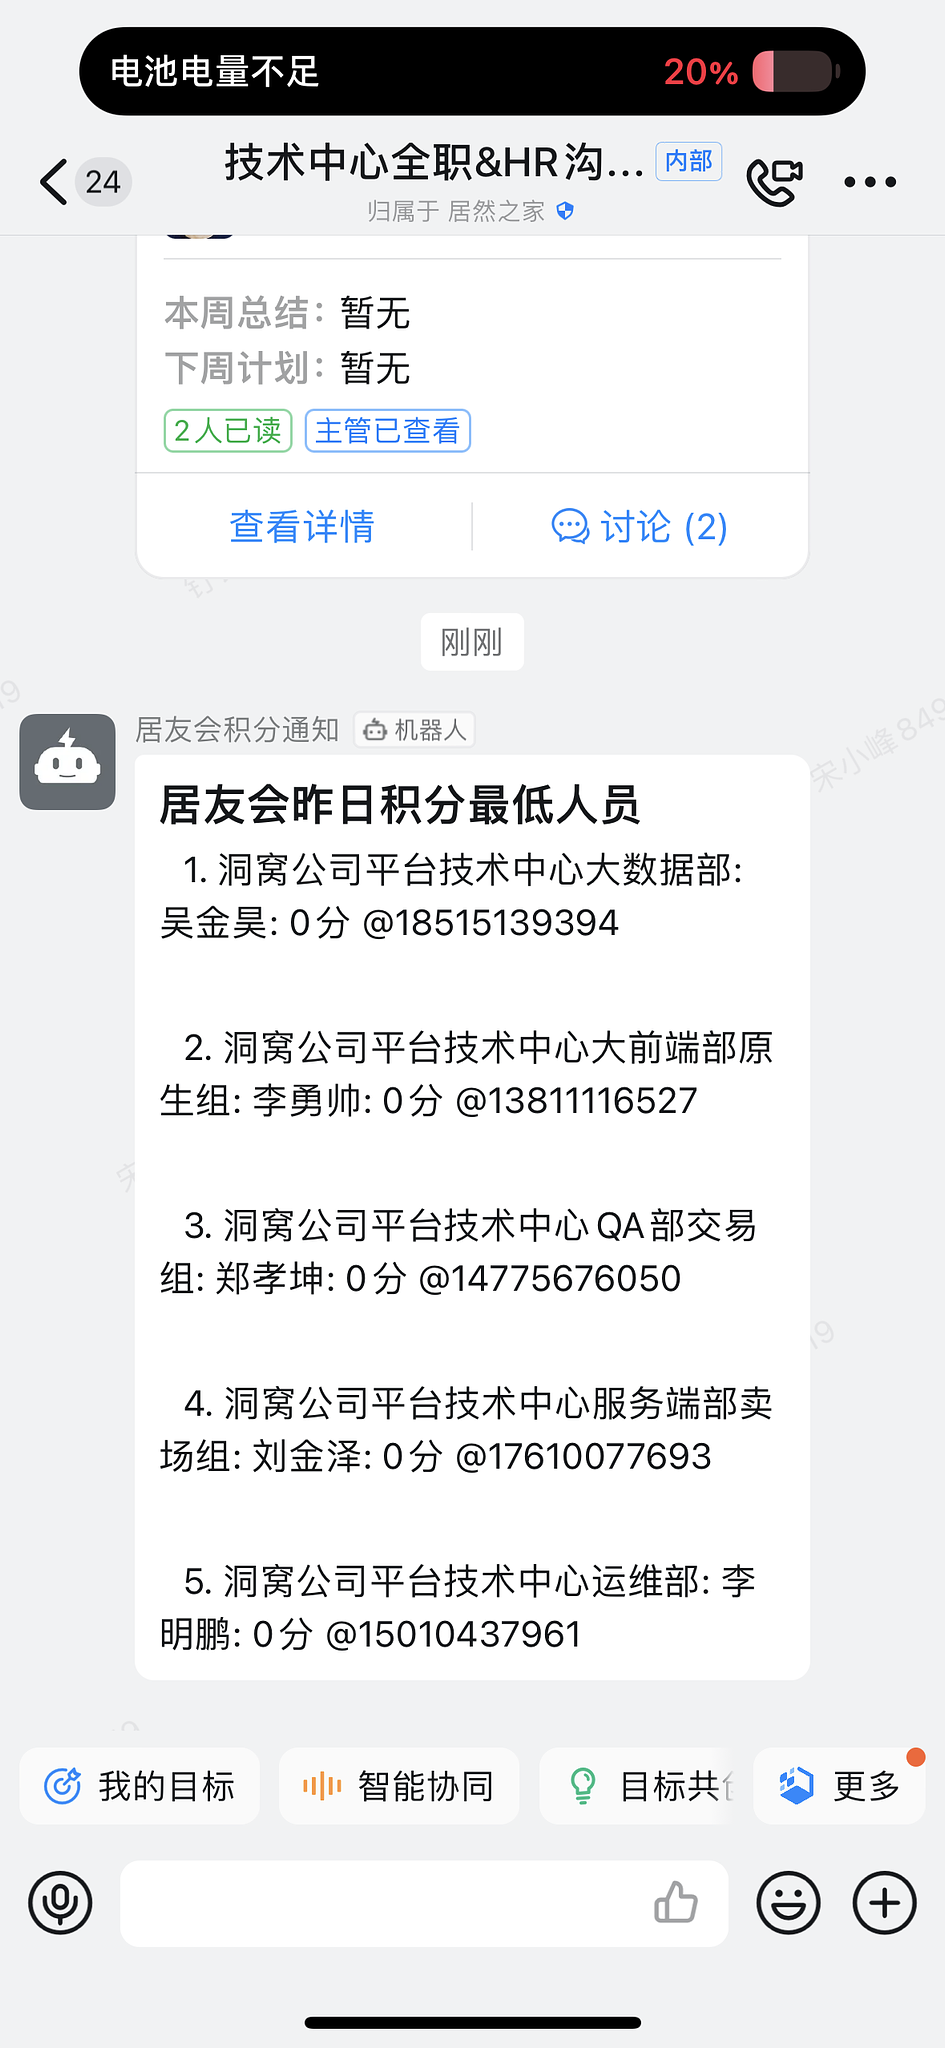 电池电量不足 20%
24 技术中心全职&HR沟... 内部
归属于 居然之家
本周总结：暂无
下周计划：暂无
2人已读 主管已查看
查看详情 讨论 (2)
刚刚
居友会积分通知 机器人
居友会昨日积分最低人员
1. 洞窝公司平台技术中心大数据部:
吴金昊: 0分 @18515139394
2. 洞窝公司平台技术中心大前端部原
生组: 李勇帅: 0分 @13811116527
3. 洞窝公司平台技术中心QA部交易
组: 郑孝坤: 0分 @14775676050
4. 洞窝公司平台技术中心服务端部卖
场组: 刘金泽: 0分 @17610077693
5. 洞窝公司平台技术中心运维部: 李
明鹏: 0分 @15010437961
宋小峰849
我的目标 智能协同 目标共 更多